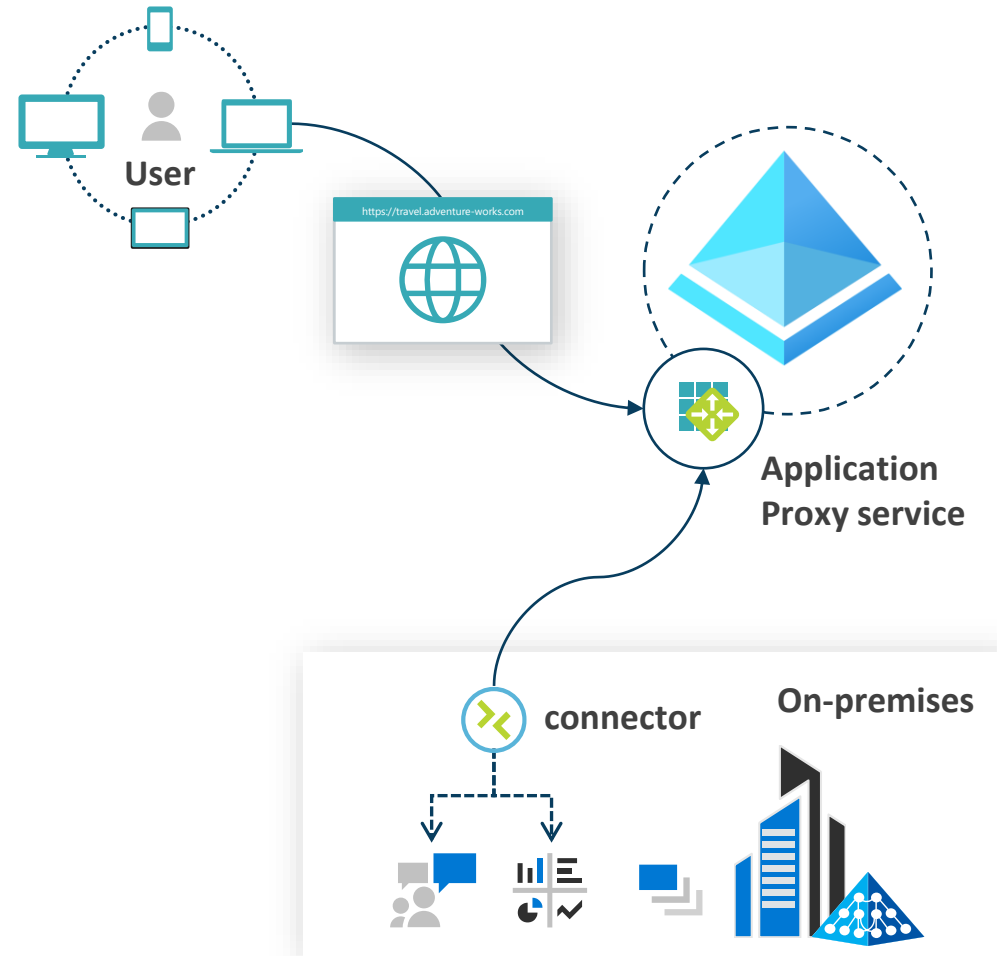 User
https://travel.adventure-works.com
Application
Proxy service
connector
On-premises